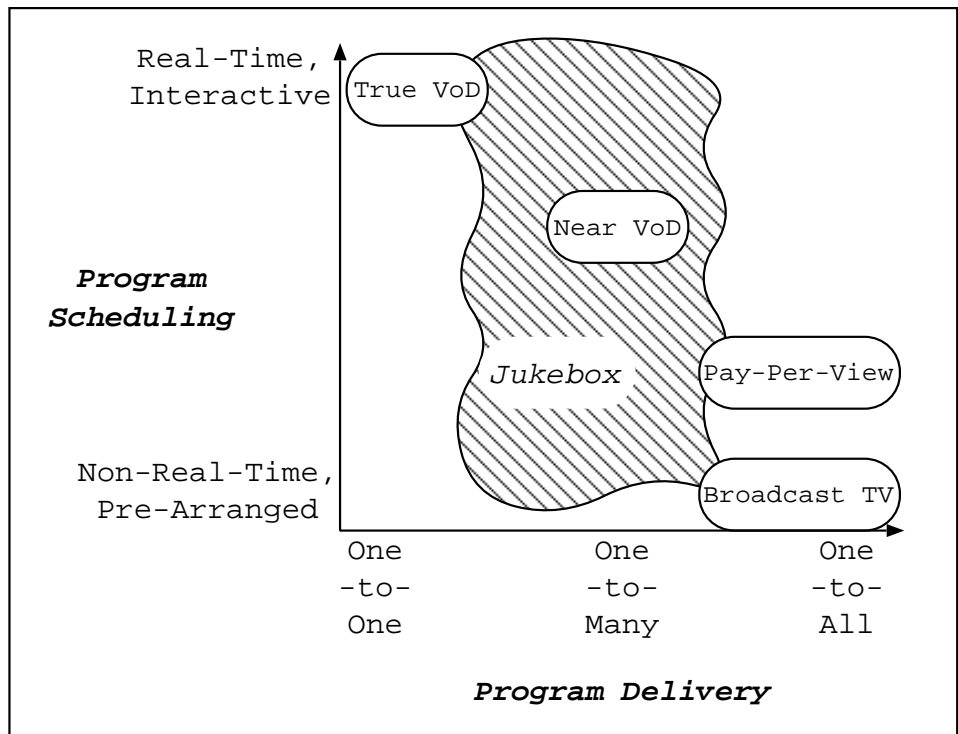 Real-Time,
Interactive
True VoD
Near VoD
Program
Scheduling
Jukebox
Pay-Per-View
Non-Real-Time,
Pre-Arranged
Broadcast TV
One
-to-
One
One
-to-
Many
One
-to-
All
Program Delivery